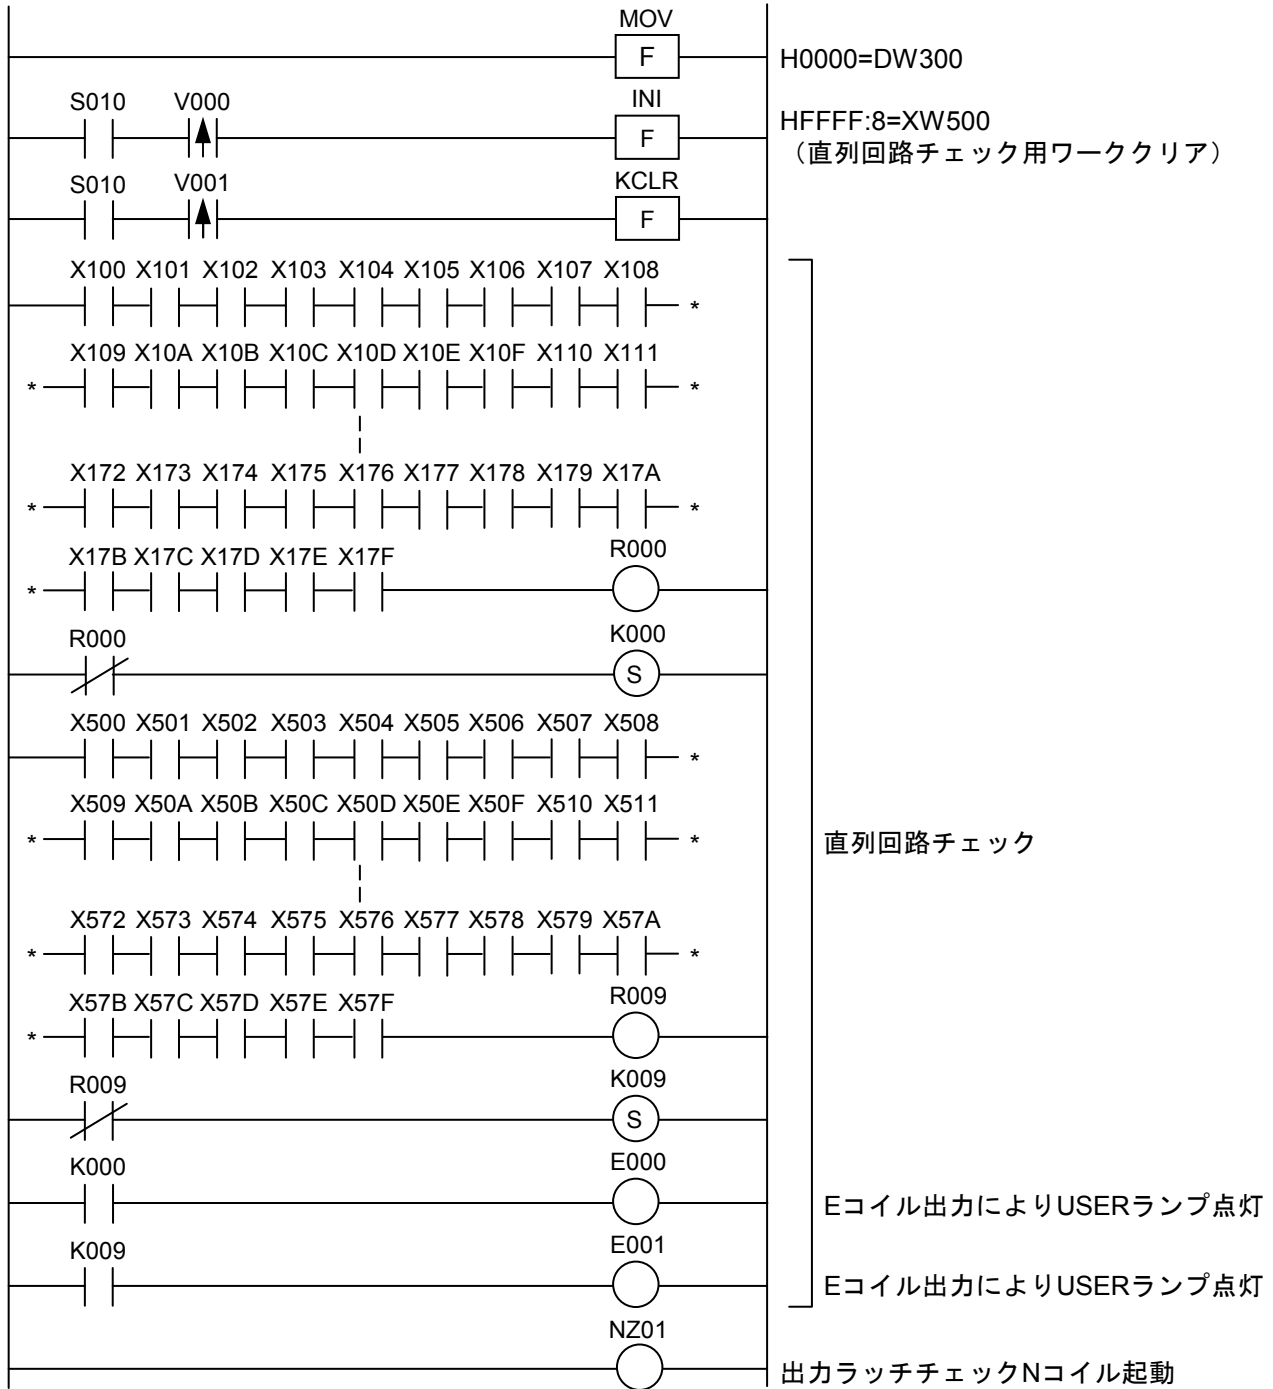 MOV
F H0000=DW300
S010 V000 INI
F HFFFF:8=XW500
（直列回路チェック用ワーククリア）
S010 V001 KCLR
F
X100 X101 X102 X103 X104 X105 X106 X107 X108
*
X109 X10A X10B X10C X10D X10E X10F X110 X111
* *
X172 X173 X174 X175 X176 X177 X178 X179 X17A
* *
X17B X17C X17D X17E X17F R000
*
R000 K000
S
X500 X501 X502 X503 X504 X505 X506 X507 X508
*
X509 X50A X50B X50C X50D X50E X50F X510 X511
* *
直列回路チェック
X572 X573 X574 X575 X576 X577 X578 X579 X57A
* *
X57B X57C X57D X57E X57F R009
*
R009 K009
S
K000 E000
Eコイル出力によりUSERランプ点灯
K009 E001
Eコイル出力によりUSERランプ点灯
NZ01
出力ラッチチェックNコイル起動